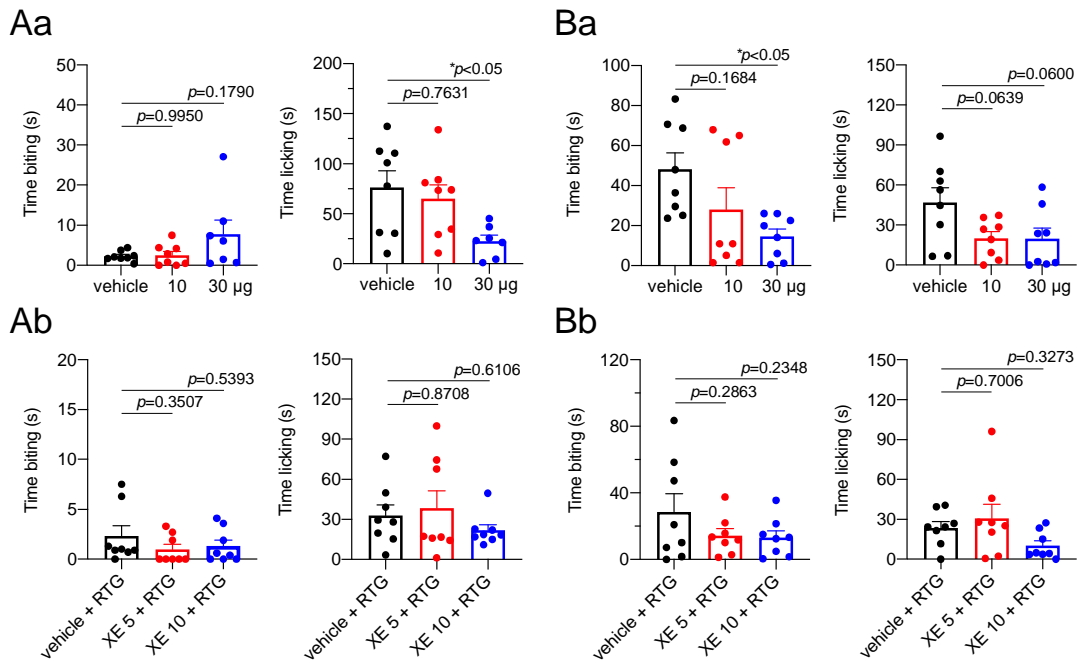 Aa
Time biting (s)
50
40
30
20
10
0
p=0.1790
p=0.9950
vehicle 10 30 µg
Time licking (s)
200
150
100
50
0
*p<0.05
p=0.7631
vehicle 10 30 µg
Ba
Time biting (s)
100
80
60
40
20
0
*p<0.05
p=0.1684
vehicle 10 30 µg
Time licking (s)
150
120
90
60
30
0
p=0.0600
p=0.0639
vehicle 10 30 µg
Ab
Time biting (s)
20
15
10
5
0
p=0.5393
p=0.3507
vehicle + RTG
XE 5 + RTG
XE 10 + RTG
Time licking (s)
150
120
90
60
30
0
p=0.6106
p=0.8708
vehicle + RTG
XE 5 + RTG
XE 10 + RTG
Bb
Time biting (s)
120
80
40
0
p=0.2348
p=0.2863
vehicle + RTG
XE 5 + RTG
XE 10 + RTG
Time licking (s)
150
120
90
60
30
0
p=0.3273
p=0.7006
vehicle + RTG
XE 5 + RTG
XE 10 + RTG